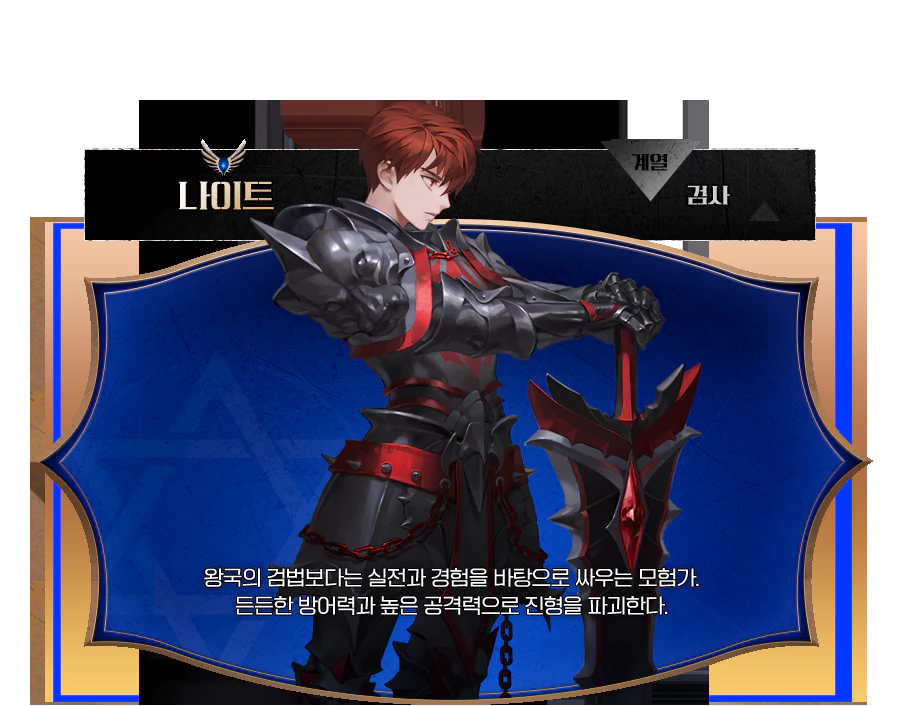 나이트
계열
검사
왕국의 검법보다는 실전과 경험을 바탕으로 싸우는 모험가.
든든한 방어력과 높은 공격력으로 진형을 파괴한다.